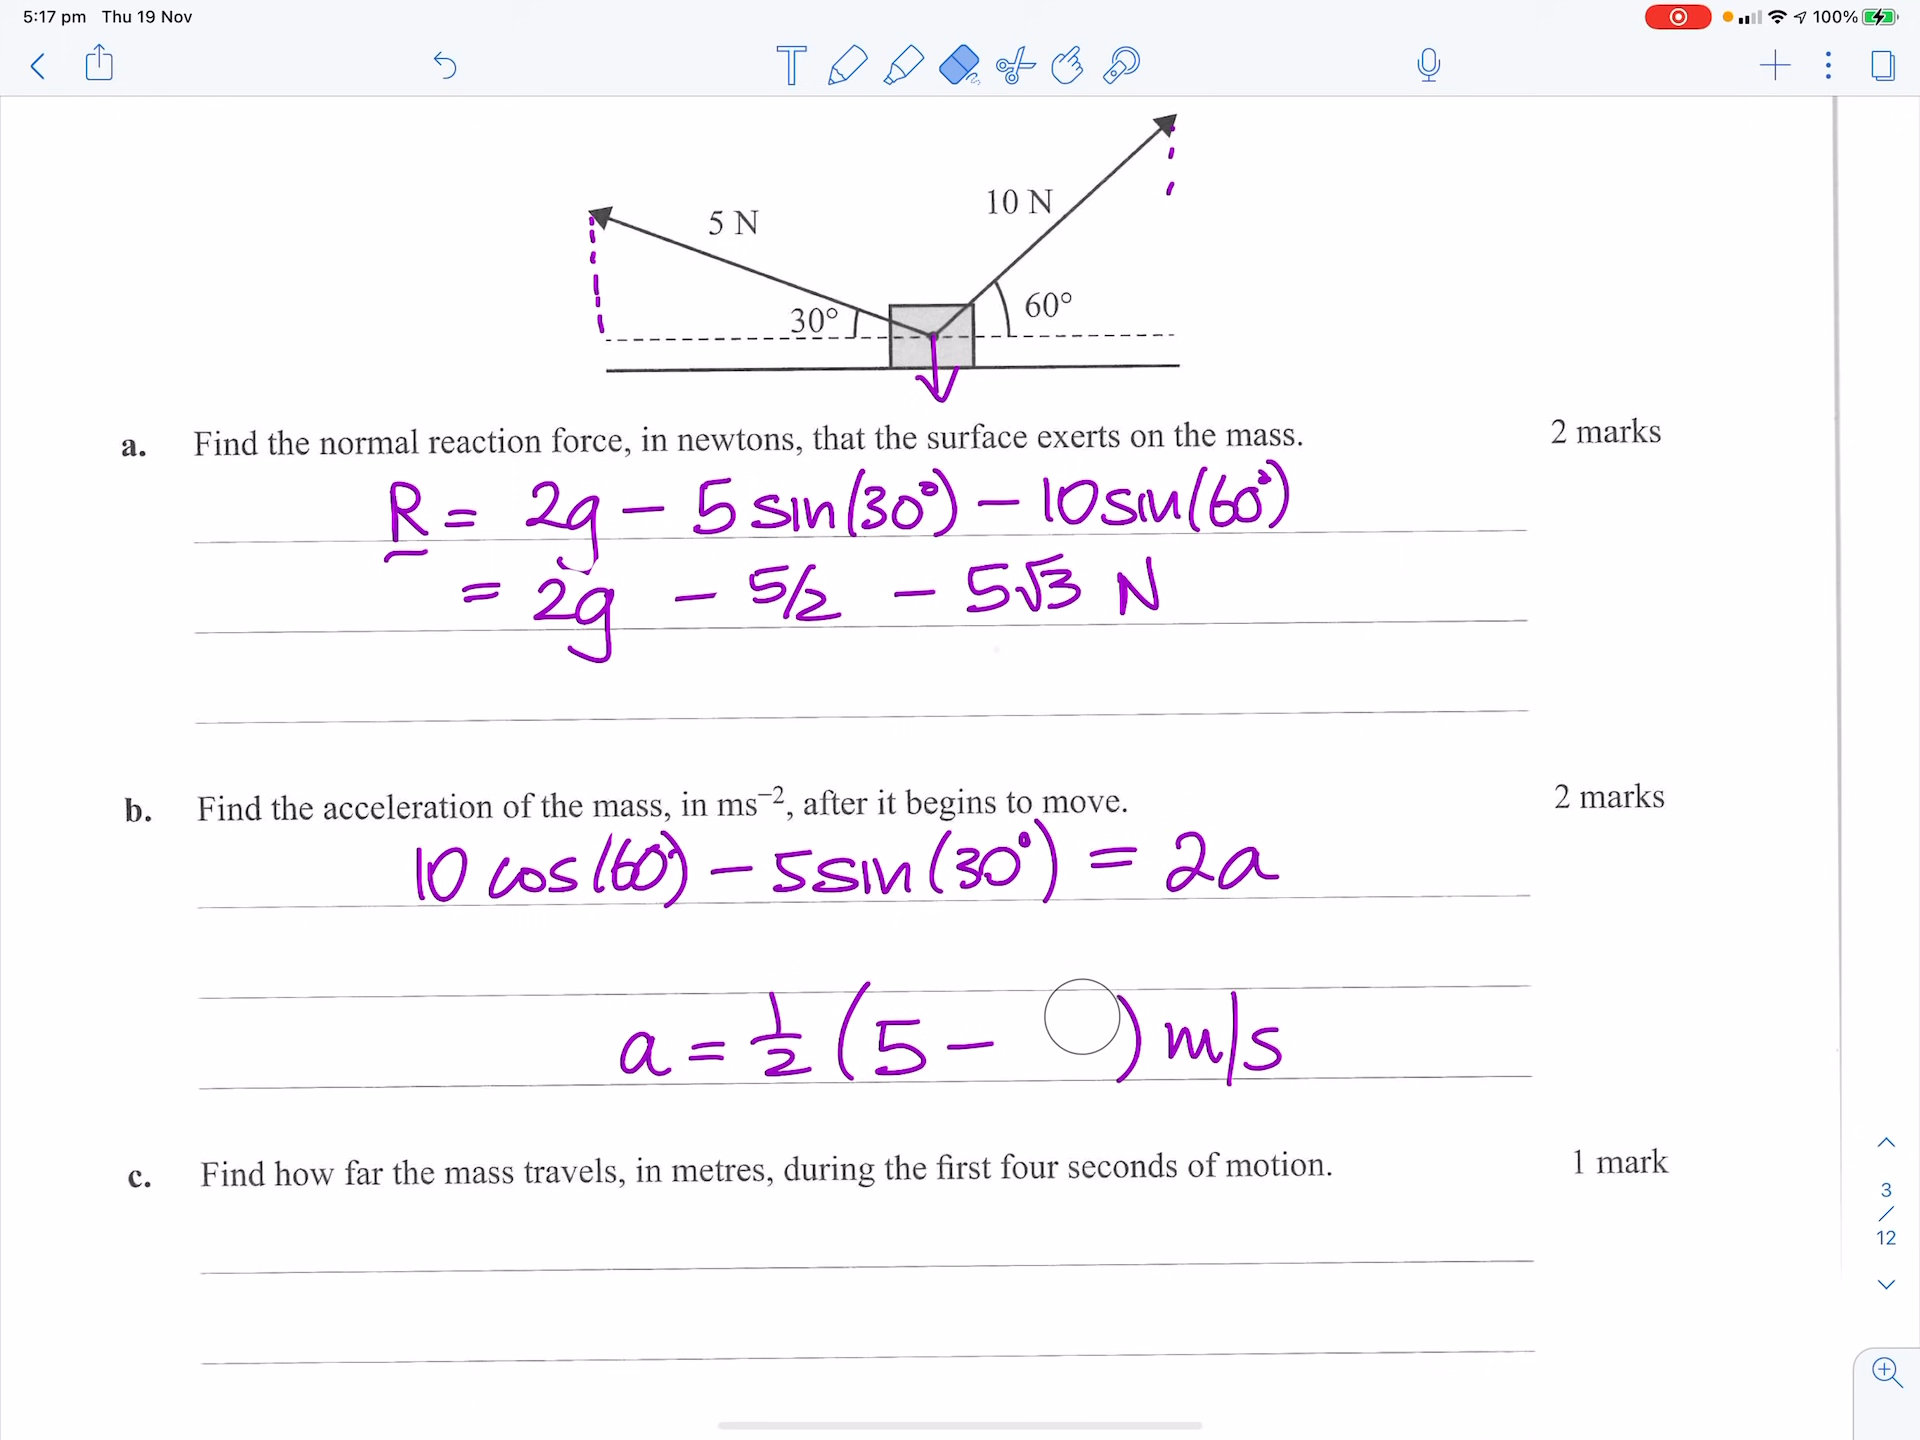 5:17 pm Thu 19 Nov
100%
T
5 N
10 N
30°
60°
a. Find the normal reaction force, in newtons, that the surface exerts on the mass. 2 marks
R = 2g - 5 sin(30°) - 10 sin(60°)
= 2g - 5/2 - 5√3 N
b. Find the acceleration of the mass, in ms⁻², after it begins to move. 2 marks
10 cos(60°) - 5 sin(30°) = 2a
a = 1/2 (5 - ) m/s
c. Find how far the mass travels, in metres, during the first four seconds of motion. 1 mark
3
/
12